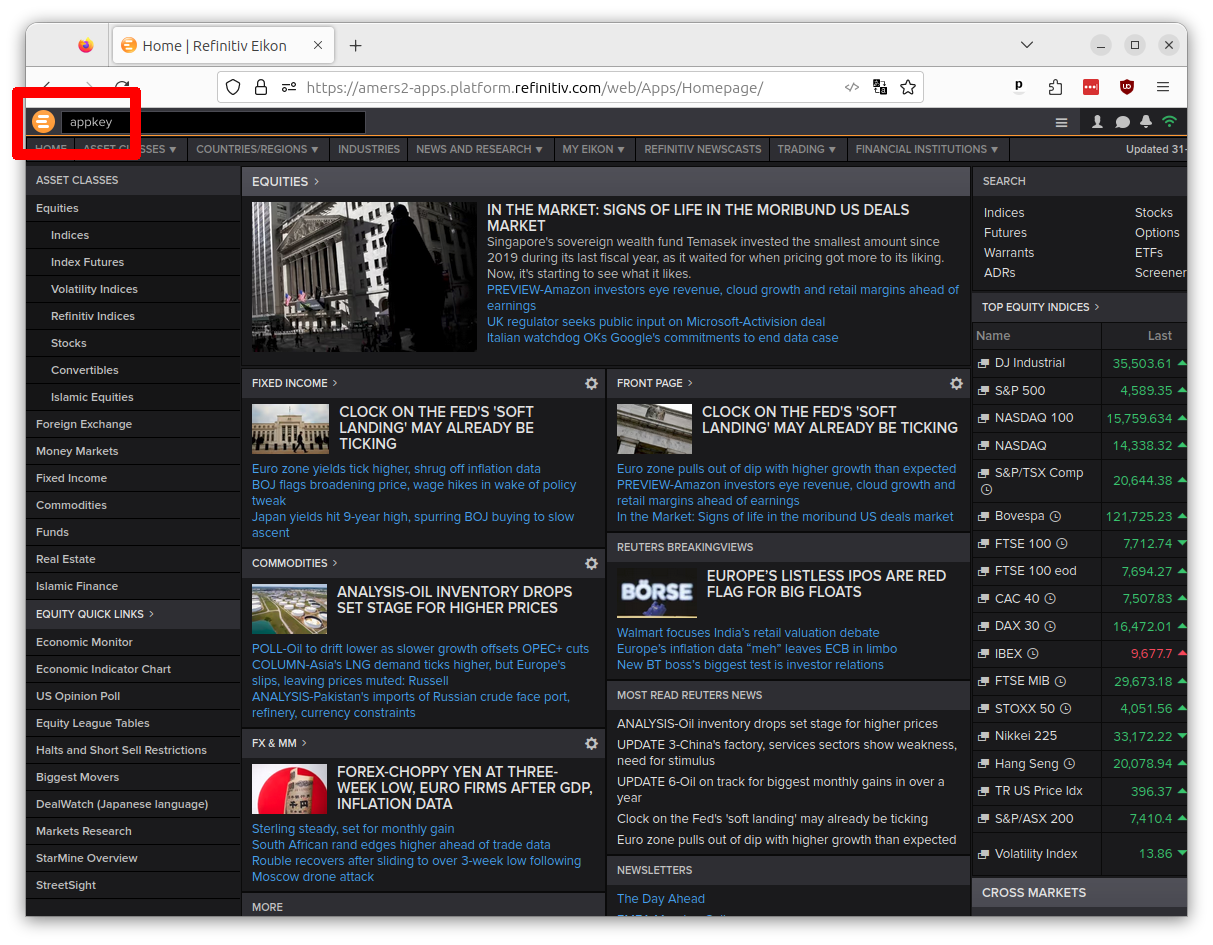 Home | Refinitiv Eikon
https://amers2-apps.platform.refinitiv.com/web/Apps/Homepage/
appkey
HOME
ASSET CLASSES
COUNTRIES/REGIONS
INDUSTRIES
NEWS AND RESEARCH
MY EIKON
REFINITIV NEWSCASTS
TRADING
FINANCIAL INSTITUTIONS
Updated 31-
ASSET CLASSES
Equities
Indices
Index Futures
Volatility Indices
Refinitiv Indices
Stocks
Convertibles
Islamic Equities
Foreign Exchange
Money Markets
Fixed Income
Commodities
Funds
Real Estate
Islamic Finance
EQUITY QUICK LINKS >
Economic Monitor
Economic Indicator Chart
US Opinion Poll
Equity League Tables
Halts and Short Sell Restrictions
Biggest Movers
DealWatch (Japanese language)
Markets Research
StarMine Overview
StreetSight
EQUITIES >
IN THE MARKET: SIGNS OF LIFE IN THE MORIBUND US DEALS
MARKET
Singapore's sovereign wealth fund Temasek invested the smallest amount since
2019 during its last fiscal year, as it waited for when pricing got more to its liking.
Now, it's starting to see what it likes.
PREVIEW-Amazon investors eye revenue, cloud growth and retail margins ahead of
earnings
UK regulator seeks public input on Microsoft-Activision deal
Italian watchdog OKs Google's commitments to end data case
FIXED INCOME >
CLOCK ON THE FED'S 'SOFT
LANDING' MAY ALREADY BE
TICKING
Euro zone yields tick higher, shrug off inflation data
BOJ flags broadening price, wage hikes in wake of policy
tweak
Japan yields hit 9-year high, spurring BOJ buying to slow
ascent
COMMODITIES >
ANALYSIS-OIL INVENTORY DROPS
SET STAGE FOR HIGHER PRICES
POLL-Oil to drift lower as slower growth offsets OPEC+ cuts
COLUMN-Asia's LNG demand ticks higher, but Europe's
slips, leaving prices muted: Russell
ANALYSIS-Pakistan's imports of Russian crude face port,
refinery, currency constraints
FX & MM >
FOREX-CHOPPY YEN AT THREE-
WEEK LOW, EURO FIRMS AFTER GDP,
INFLATION DATA
Sterling steady, set for monthly gain
South African rand edges higher ahead of trade data
Rouble recovers after sliding to over 3-week low following
Moscow drone attack
MORE
FRONT PAGE >
CLOCK ON THE FED'S 'SOFT
LANDING' MAY ALREADY BE TICKING
Euro zone pulls out of dip with higher growth than expected
PREVIEW-Amazon investors eye revenue, cloud growth and
retail margins ahead of earnings
In the Market: Signs of life in the moribund US deals market
REUTERS BREAKINGVIEWS
BÖRSE
EUROPE’S LISTLESS IPOS ARE RED
FLAG FOR BIG FLOATS
Walmart focuses India's retail valuation debate
Europe’s inflation data “meh” leaves ECB in limbo
New BT boss’s biggest test is investor relations
MOST READ REUTERS NEWS
ANALYSIS-Oil inventory drops set stage for higher prices
UPDATE 3-China's factory, services sectors show weakness,
need for stimulus
UPDATE 6-Oil on track for biggest monthly gains in over a
year
Clock on the Fed's 'soft landing' may already be ticking
Euro zone pulls out of dip with higher growth than expected
NEWSLETTERS
The Day Ahead
SEARCH
Indices Stocks
Futures Options
Warrants ETFs
ADRs Screener
TOP EQUITY INDICES >
Name Last
DJ Industrial 35,503.61
S&P 500 4,589.35
NASDAQ 100 15,759.634
NASDAQ 14,338.32
S&P/TSX Comp 20,644.38
Bovespa 121,725.23
FTSE 100 7,712.74
FTSE 100 eod 7,694.27
CAC 40 7,507.83
DAX 30 16,472.01
IBEX 9,677.7
FTSE MIB 29,673.18
STOXX 50 4,051.56
Nikkei 225 33,172.22
Hang Seng 20,078.94
TR US Price Idx 396.37
S&P/ASX 200 7,410.4
Volatility Index 13.86
CROSS MARKETS